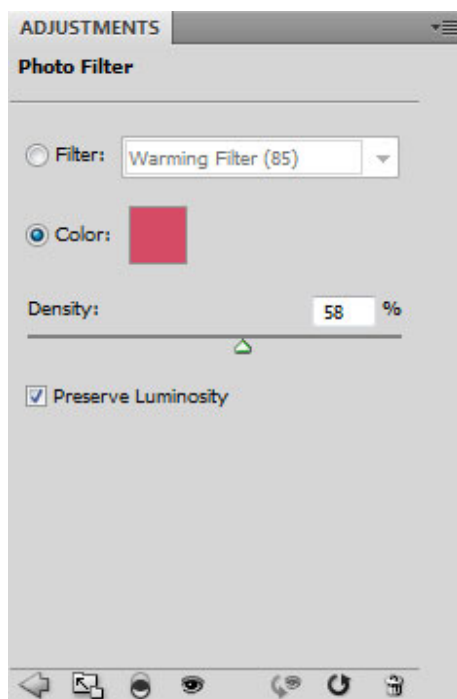 ADJUSTMENTS
Photo Filter
Filter: Warming Filter (85)
Color:
Density: 58 %
Preserve Luminosity